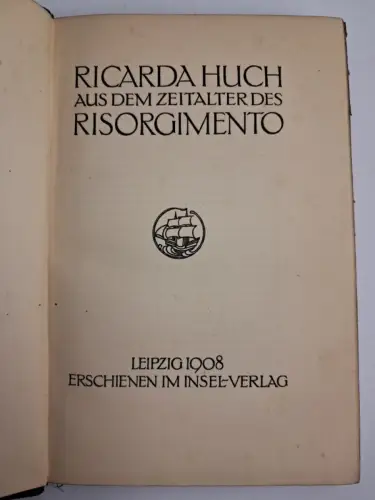 RICARDA HUCH
AUS DEM ZEITALTER DES
RISORGIMENTO
LEIPZIG 1908
ERSCHIENEN IM INSEL-VERLAG